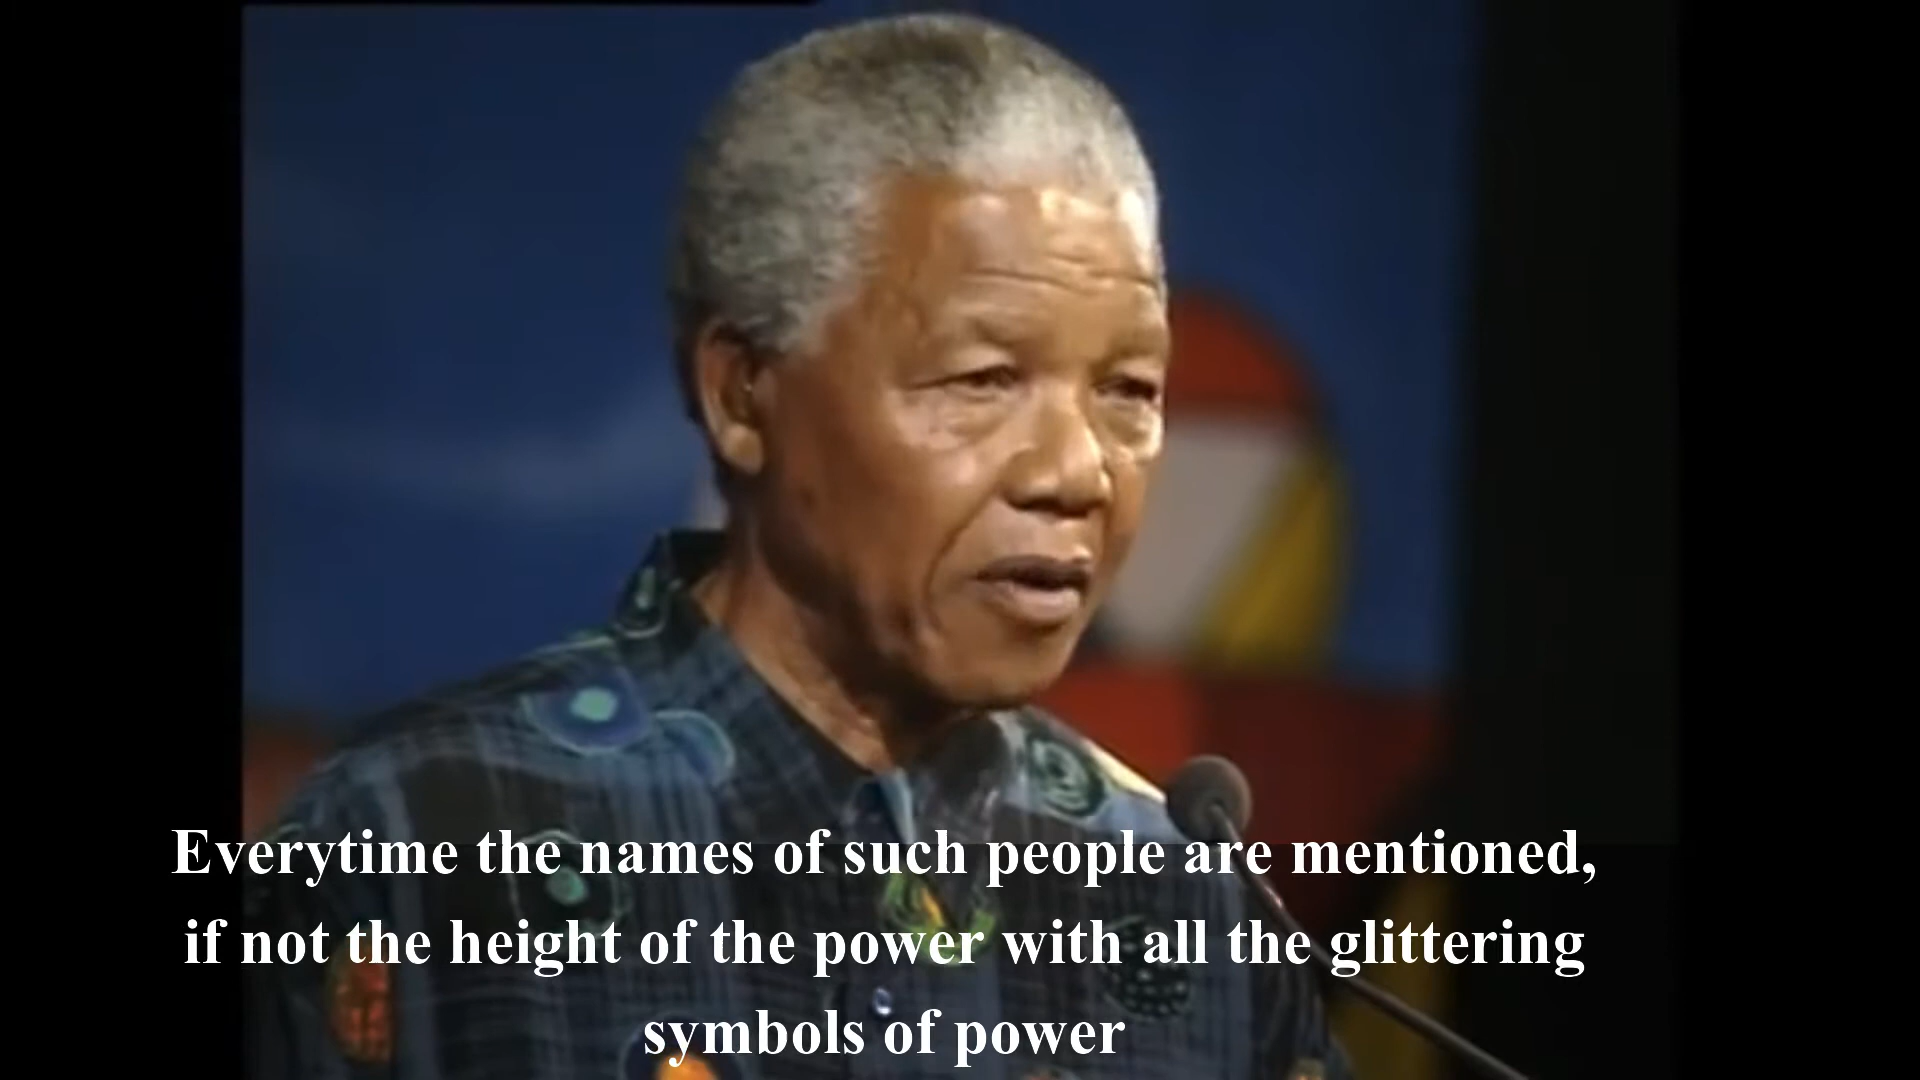 Everytime the names of such people are mentioned,
if not the height of the power with all the glittering
symbols of power